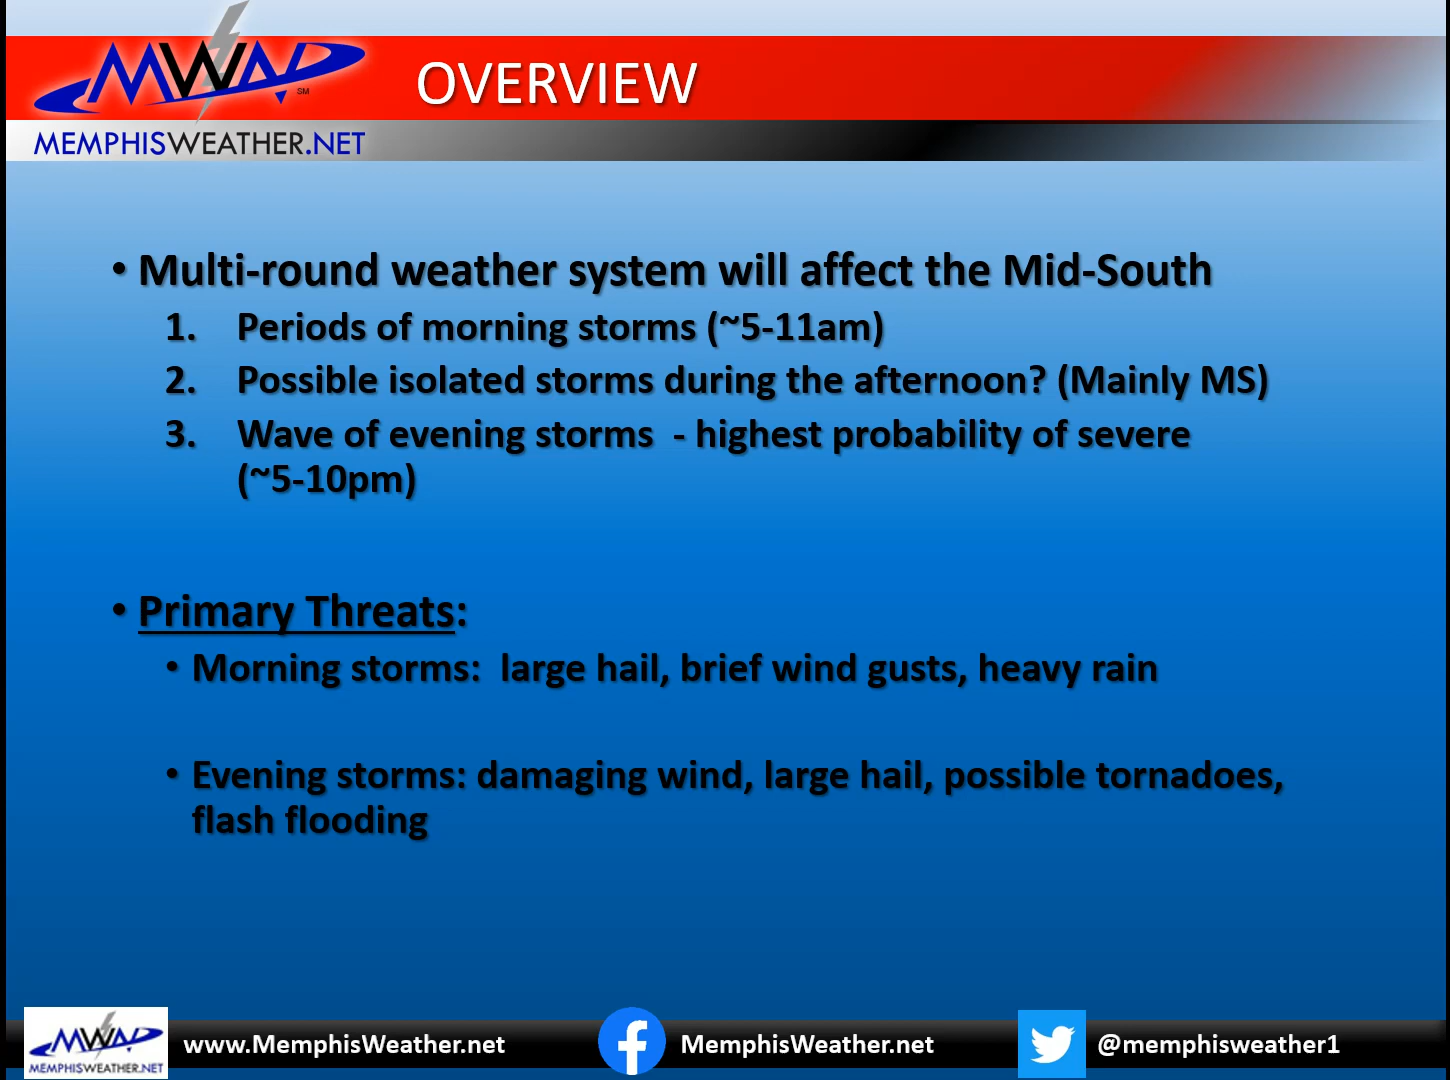 MWAP
SM
OVERVIEW
MEMPHISWEATHER.NET
• Multi-round weather system will affect the Mid-South
1. Periods of morning storms (~5-11am)
2. Possible isolated storms during the afternoon? (Mainly MS)
3. Wave of evening storms - highest probability of severe
(~5-10pm)
• Primary Threats:
• Morning storms: large hail, brief wind gusts, heavy rain
• Evening storms: damaging wind, large hail, possible tornadoes,
flash flooding
MWAP
MEMPHISWEATHER.NET
www.MemphisWeather.net
MemphisWeather.net
@memphisweather1